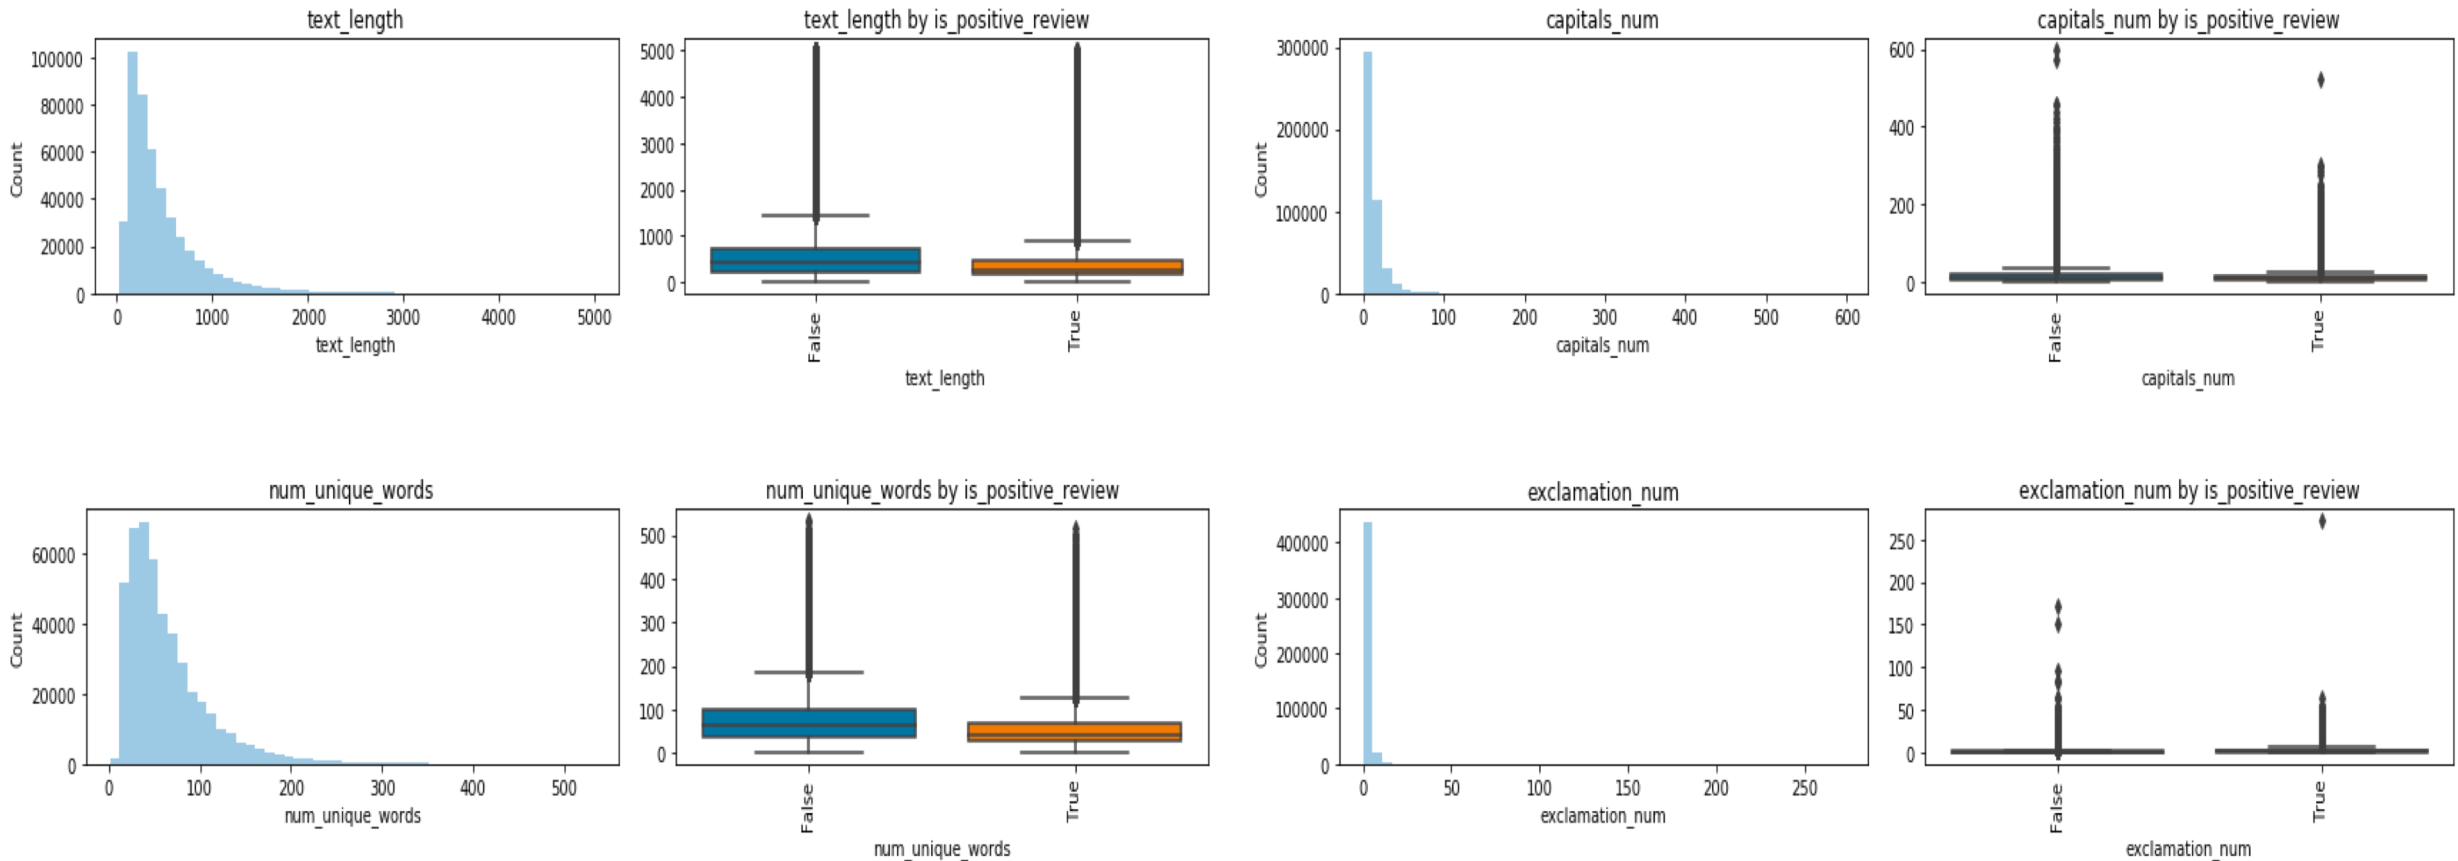 text_length
100000
80000
60000
40000
20000
0
Count
0 1000 2000 3000 4000 5000
text_length
text_length by is_positive_review
5000
4000
3000
2000
1000
0
False True
text_length
capitals_num
300000
200000
100000
0
Count
0 100 200 300 400 500 600
capitals_num
capitals_num by is_positive_review
600
400
200
0
False True
capitals_num
num_unique_words
60000
40000
20000
0
Count
0 100 200 300 400 500
num_unique_words
num_unique_words by is_positive_review
500
400
300
200
100
0
False True
num_unique_words
exclamation_num
400000
300000
200000
100000
0
Count
0 50 100 150 200 250
exclamation_num
exclamation_num by is_positive_review
250
200
150
100
50
0
False True
exclamation_num